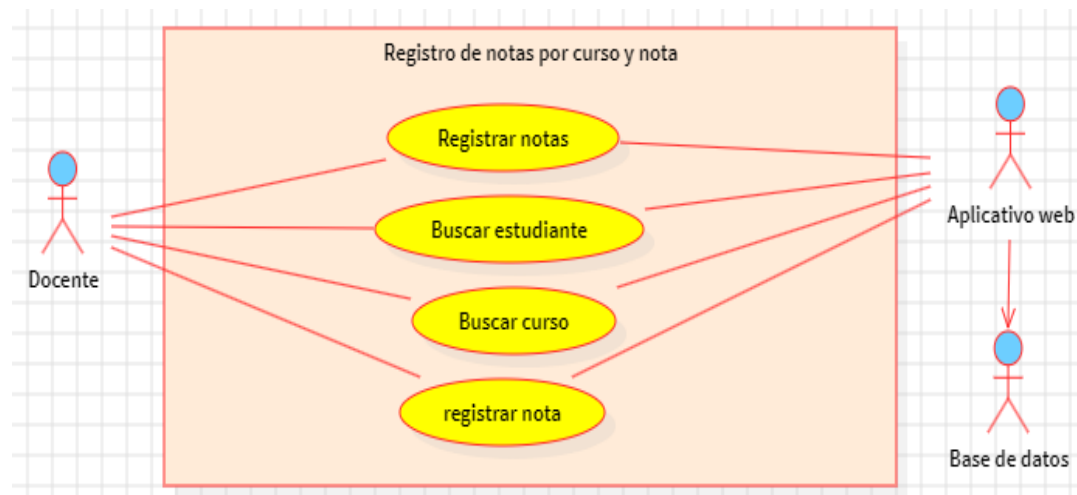 Registro de notas por curso y nota
Registrar notas
Buscar estudiante
Buscar curso
registrar nota
Docente
Aplicativo web
Base de datos